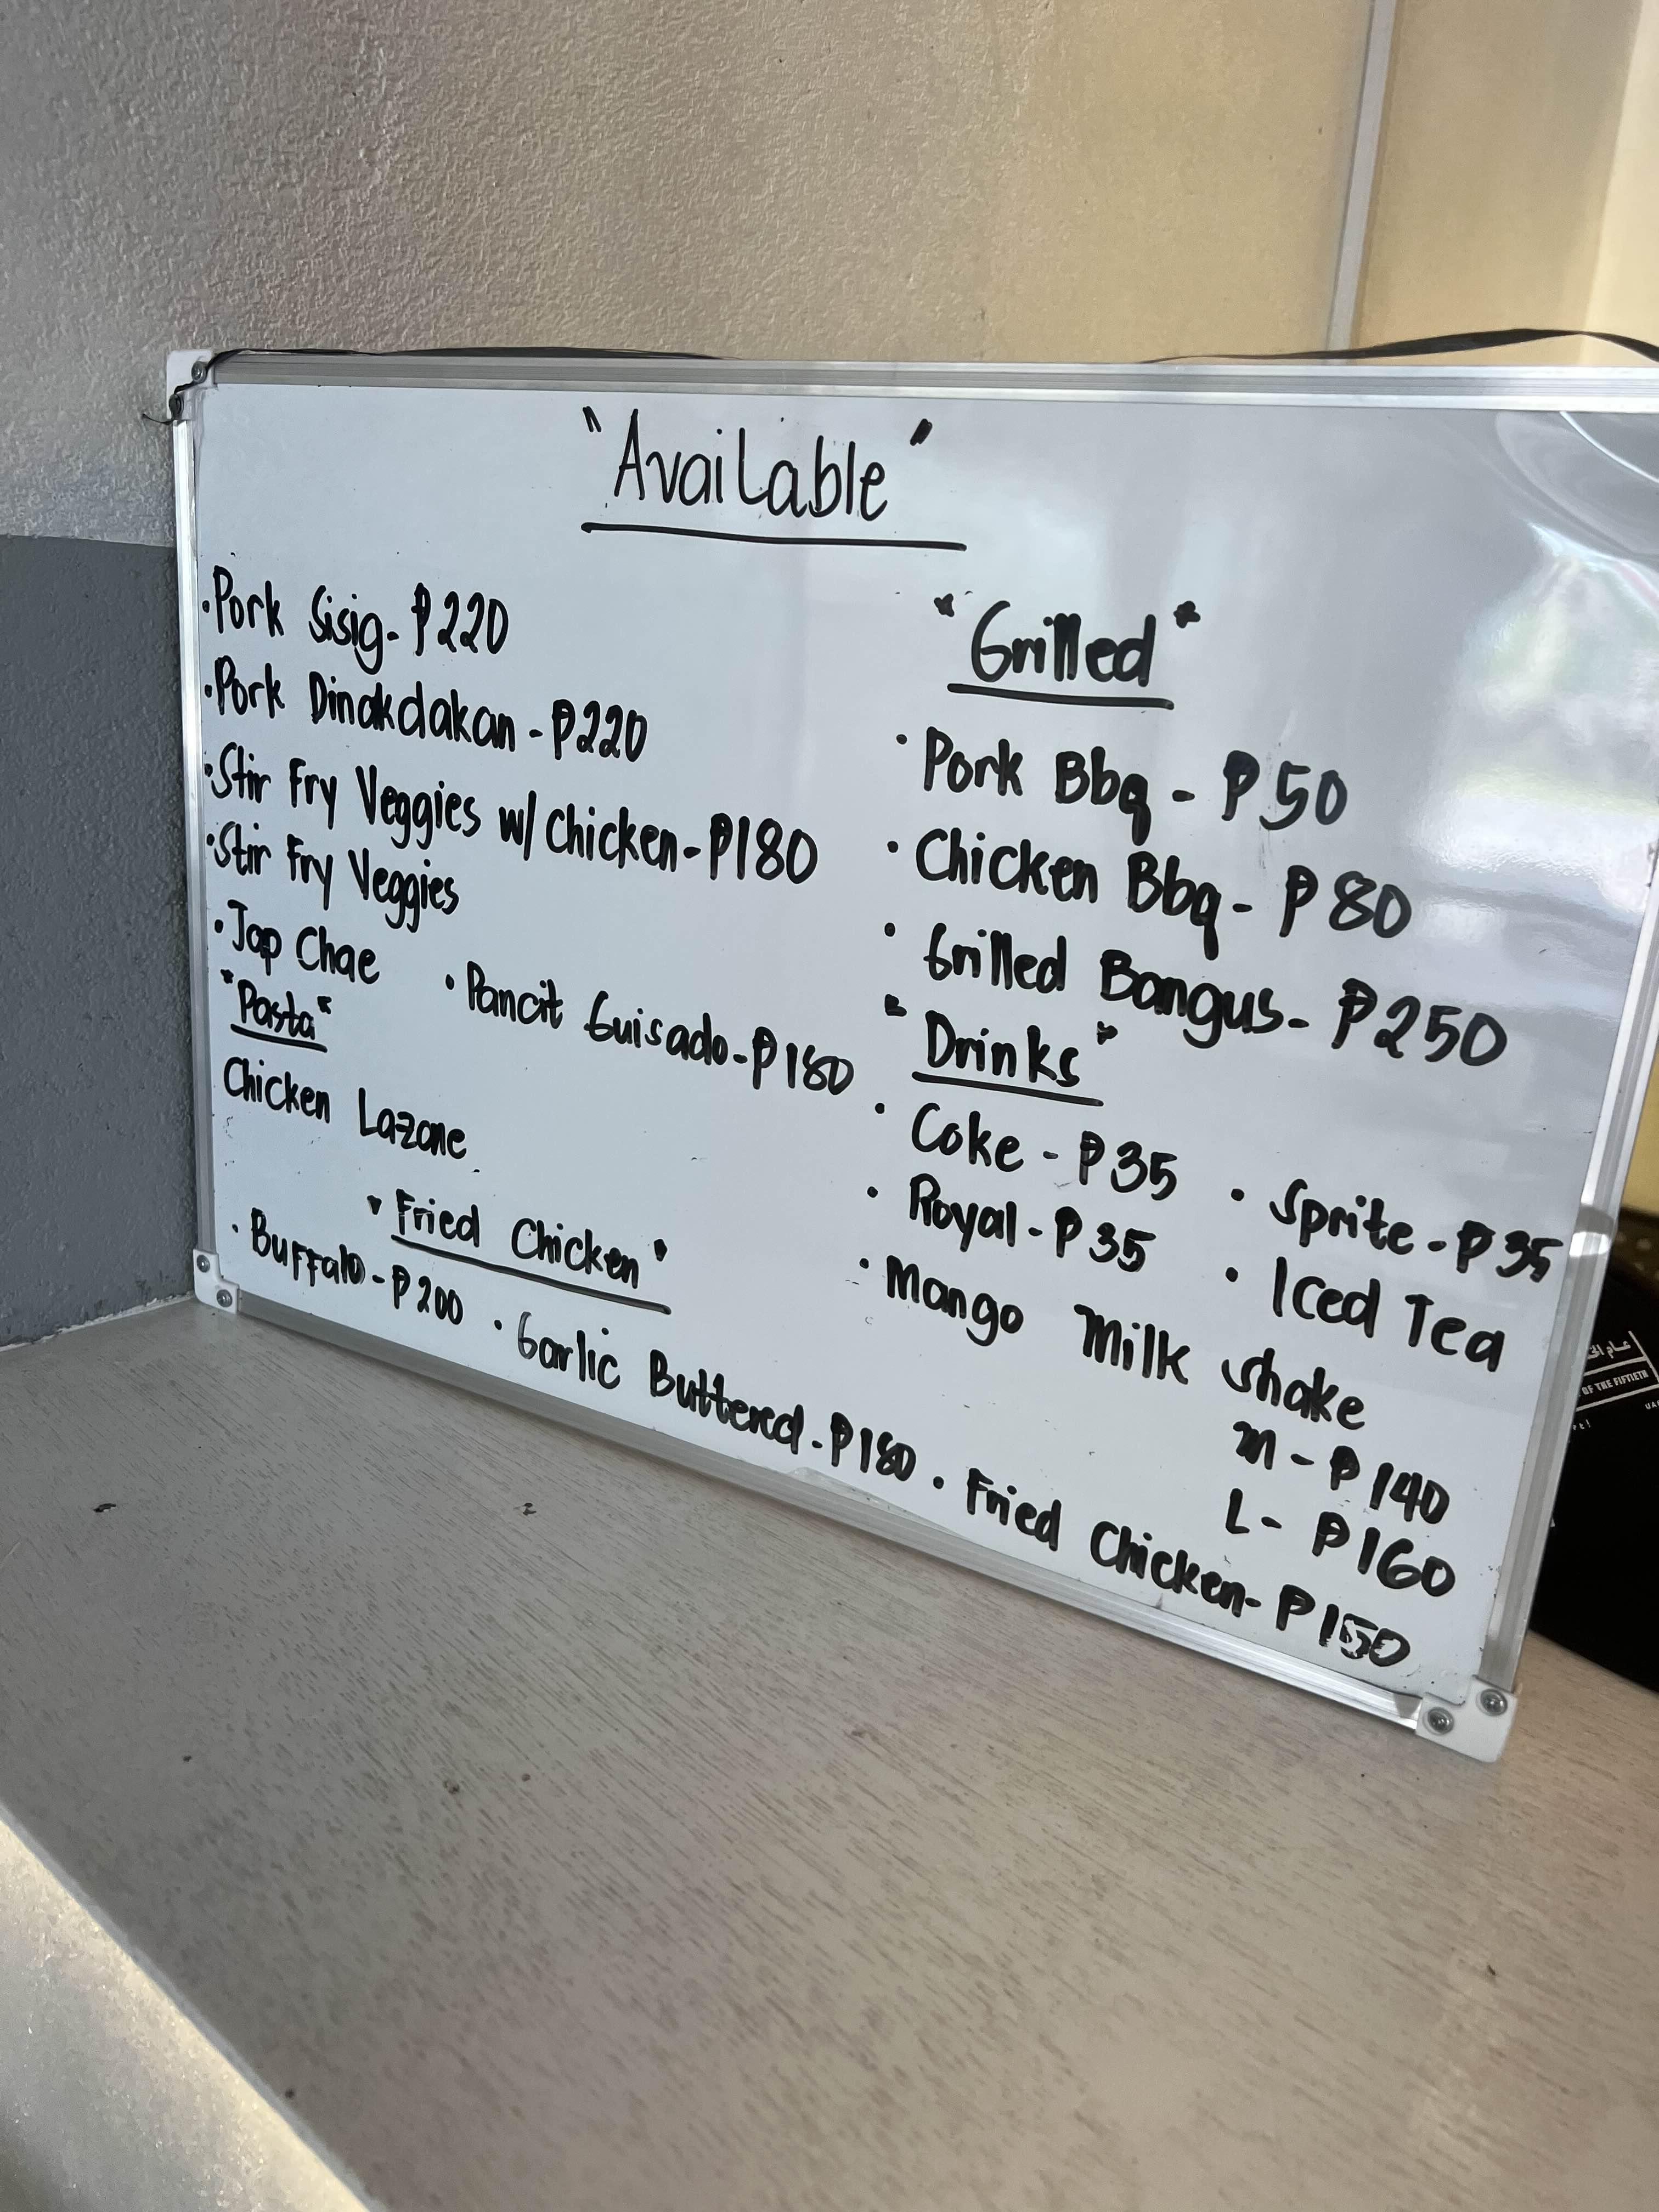 "Available"
• Pork Sisig - ₱220
• Pork Dinakdakan - ₱220
• Stir Fry Veggies w/ Chicken - ₱180
• Stir Fry Veggies
• Jap Chae
• Pancit Guisado - ₱180
"Pasta"
Chicken Lazone
"Fried Chicken"
• Buffalo - ₱200 • Garlic Buttered - ₱180 • Fried Chicken - ₱150
"Grilled"
• Pork Bbq - ₱50
• Chicken Bbq - ₱80
• Grilled Bangus - ₱250
"Drinks"
• Coke - ₱35 • Sprite - ₱35
• Royal - ₱35 • Iced Tea
• Mango Milk Shake
M - ₱140
L - ₱160
OF THE FIFTIETH